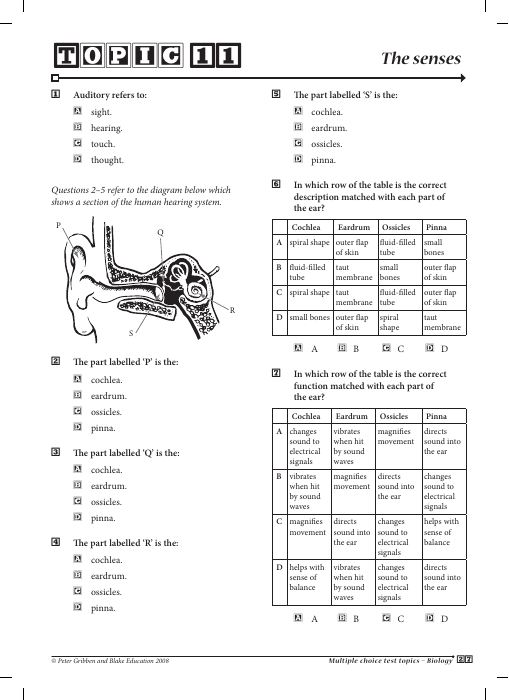 TOPIC 11
The senses
1 Auditory refers to:
A sight.
B hearing.
C touch.
D thought.
Questions 2–5 refer to the diagram below which
shows a section of the human hearing system.
P
Q
R
S
2 The part labelled ‘P’ is the:
A cochlea.
B eardrum.
C ossicles.
D pinna.
3 The part labelled ‘Q’ is the:
A cochlea.
B eardrum.
C ossicles.
D pinna.
4 The part labelled ‘R’ is the:
A cochlea.
B eardrum.
C ossicles.
D pinna.
5 The part labelled ‘S’ is the:
A cochlea.
B eardrum.
C ossicles.
D pinna.
6 In which row of the table is the correct
description matched with each part of
the ear?
Cochlea Eardrum Ossicles Pinna
A spiral shape outer flap fluid-filled small
of skin tube bones
B fluid-filled taut small outer flap
tube membrane bones of skin
C spiral shape taut fluid-filled outer flap
membrane tube of skin
D small bones outer flap spiral taut
of skin shape membrane
A A B B C C D D
7 In which row of the table is the correct
function matched with each part of
the ear?
Cochlea Eardrum Ossicles Pinna
A changes vibrates magnifies directs
sound to when hit movement sound into
electrical by sound the ear
signals waves
B vibrates magnifies directs changes
when hit movement sound into sound to
by sound the ear electrical
waves signals
C magnifies directs changes helps with
movement sound into sound to sense of
the ear electrical balance
signals
D helps with vibrates changes directs
sense of when hit sound to sound into
balance by sound electrical the ear
waves signals
A A B B C C D D
© Peter Gribben and Blake Education 2008
Multiple choice test topics – Biology 27